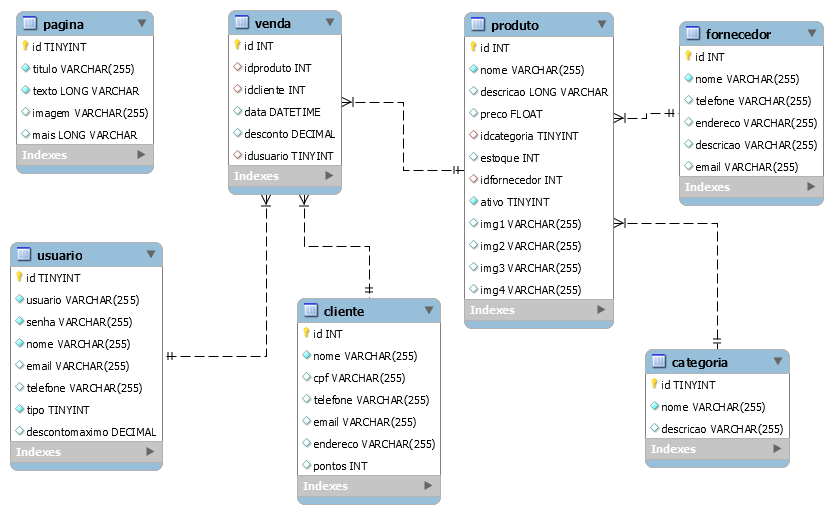 pagina
id TINYINT
titulo VARCHAR(255)
texto LONG VARCHAR
imagem VARCHAR(255)
mais LONG VARCHAR
Indexes
venda
id INT
idproduto INT
idcliente INT
data DATETIME
desconto DECIMAL
idusuario TINYINT
Indexes
produto
id INT
nome VARCHAR(255)
descricao LONG VARCHAR
preco FLOAT
idcategoria TINYINT
estoque INT
idfornecedor INT
ativo TINYINT
img1 VARCHAR(255)
img2 VARCHAR(255)
img3 VARCHAR(255)
img4 VARCHAR(255)
Indexes
fornecedor
id INT
nome VARCHAR(255)
telefone VARCHAR(255)
endereco VARCHAR(255)
descricao VARCHAR(255)
email VARCHAR(255)
Indexes
usuario
id TINYINT
usuario VARCHAR(255)
senha VARCHAR(255)
nome VARCHAR(255)
email VARCHAR(255)
telefone VARCHAR(255)
tipo TINYINT
descontomaximo DECIMAL
Indexes
cliente
id INT
nome VARCHAR(255)
cpf VARCHAR(255)
telefone VARCHAR(255)
email VARCHAR(255)
endereco VARCHAR(255)
pontos INT
Indexes
categoria
id TINYINT
nome VARCHAR(255)
descricao VARCHAR(255)
Indexes